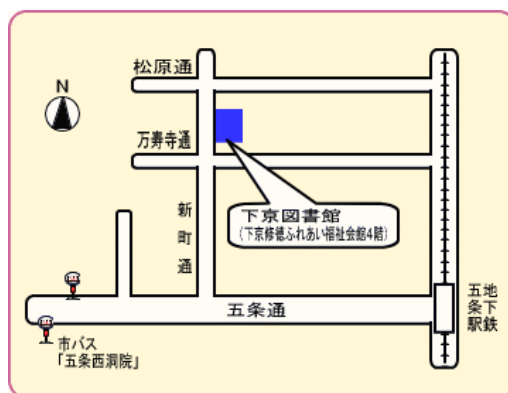 松原通
N
万寿寺通
下京図書館
(下京修徳ふれあい福祉会館4階)
新町通
五条通
地下鉄
五条駅
市バス
「五条西洞院」